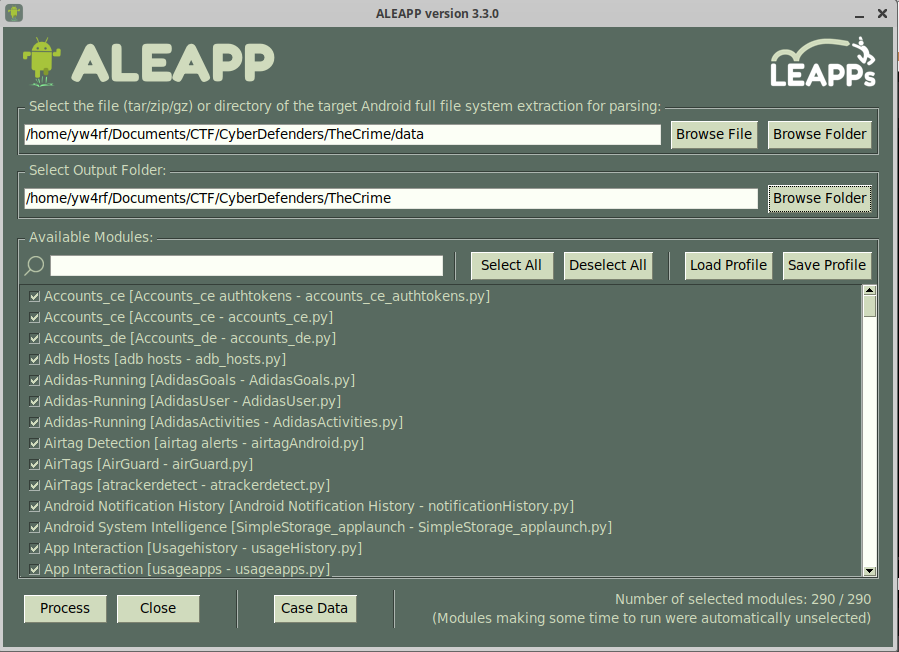 ALEAPP version 3.3.0
ALEAPP
LEAPPs
Select the file (tar/zip/gz) or directory of the target Android full file system extraction for parsing:
/home/yw4rf/Documents/CTF/CyberDefenders/TheCrime/data Browse File Browse Folder
Select Output Folder:
/home/yw4rf/Documents/CTF/CyberDefenders/TheCrime Browse Folder
Available Modules:
Select All Deselect All Load Profile Save Profile
Accounts_ce [Accounts_ce authtokens - accounts_ce_authtokens.py]
Accounts_ce [Accounts_ce - accounts_ce.py]
Accounts_de [Accounts_de - accounts_de.py]
Adb Hosts [adb hosts - adb_hosts.py]
Adidas-Running [AdidasGoals - AdidasGoals.py]
Adidas-Running [AdidasUser - AdidasUser.py]
Adidas-Running [AdidasActivities - AdidasActivities.py]
Airtag Detection [airtag alerts - airtagAndroid.py]
AirTags [AirGuard - airGuard.py]
AirTags [atrackerdetect - atrackerdetect.py]
Android Notification History [Android Notification History - notificationHistory.py]
Android System Intelligence [SimpleStorage_applaunch - SimpleStorage_applaunch.py]
App Interaction [Usagehistory - usageHistory.py]
App Interaction [usageapps - usageapps.py]
Process Close Case Data
Number of selected modules: 290 / 290
(Modules making some time to run were automatically unselected)